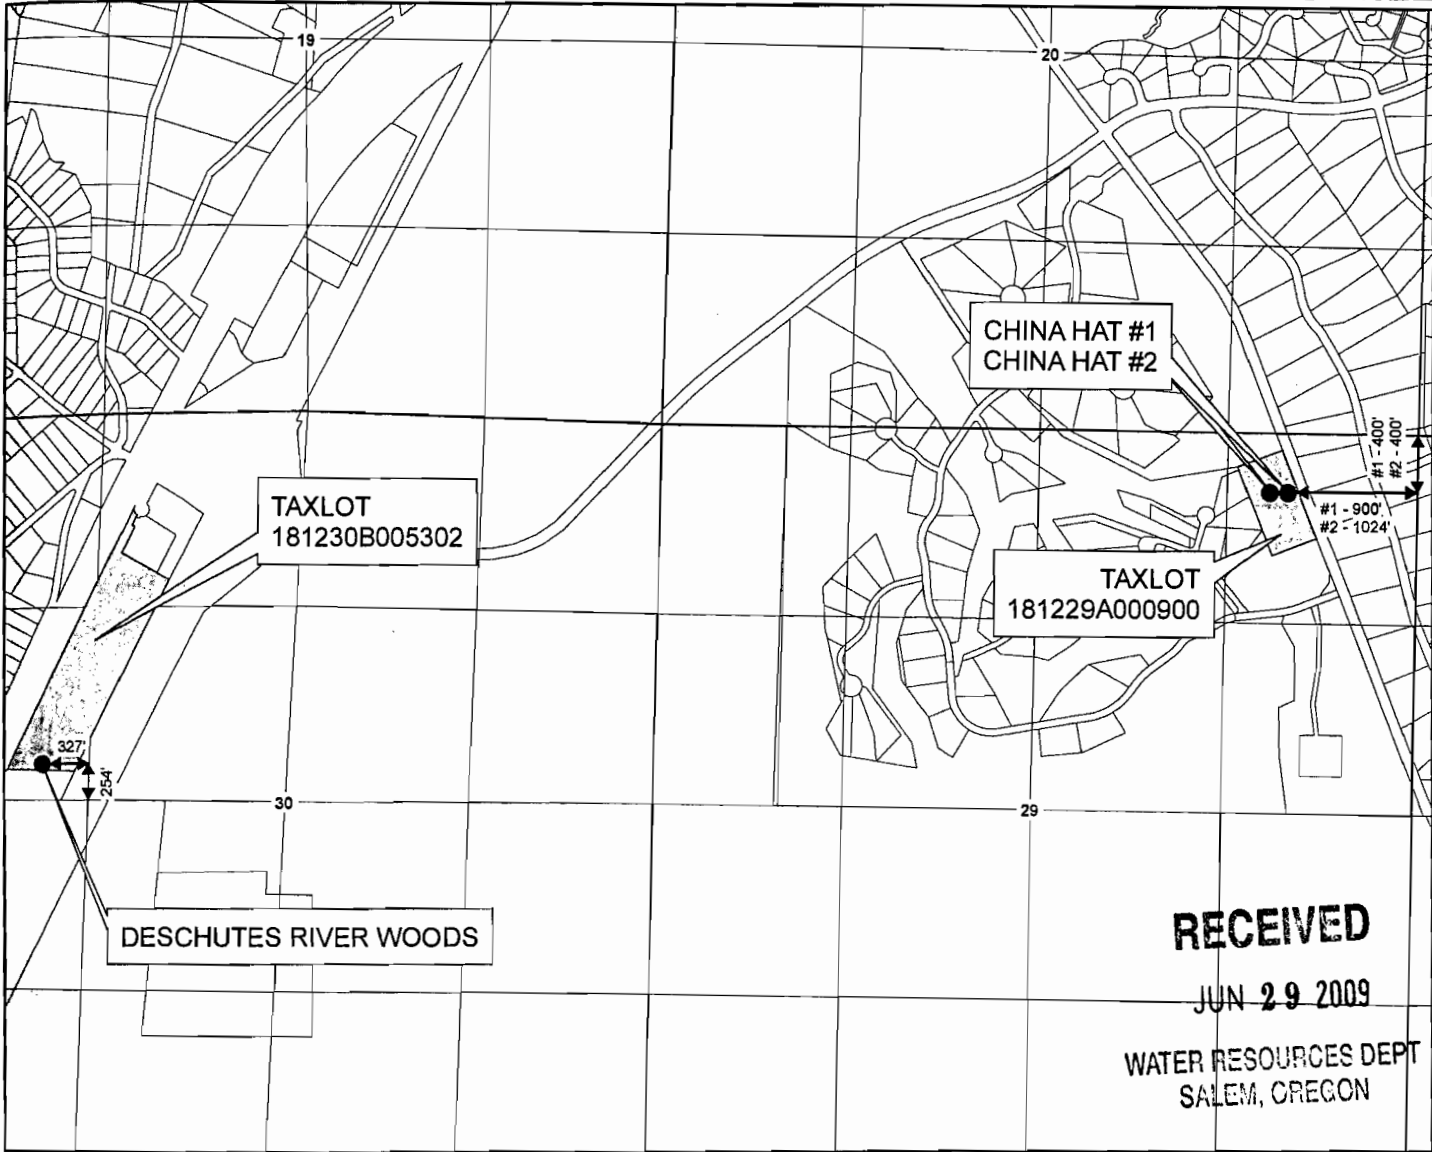 19
20
CHINA HAT #1
CHINA HAT #2
#1 - 400'
#2 - 400'
#1 - 900'
#2 - 1024'
TAXLOT
181230B005302
TAXLOT
181229A000900
327'
254'
30
29
DESCHUTES RIVER WOODS
RECEIVED
JUN 29 2009
WATER RESOURCES DEPT
SALEM, OREGON